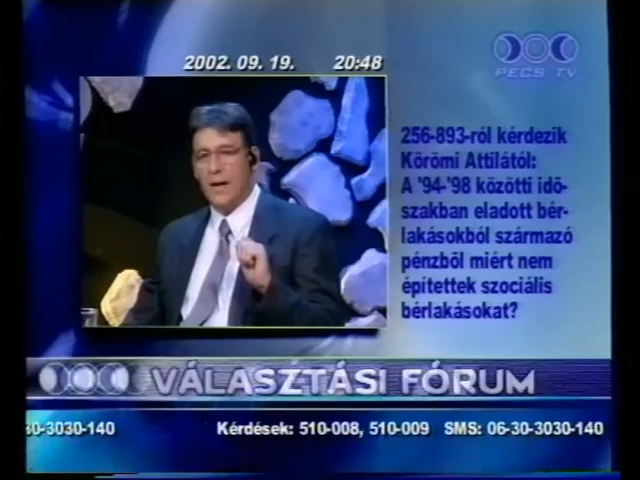 2002. 09. 19. 20:48
PECS TV
256-893-ról kérdezik
Körömi Attilától:
A '94-'98 közötti idő-
szakban eladott bér-
lakásokból származó
pénzből miért nem
építettek szociális
bérlakásokat?
VÁLASZTÁSI FÓRUM
30-3030-140 Kérdések: 510-008, 510-009 SMS: 06-30-3030-140